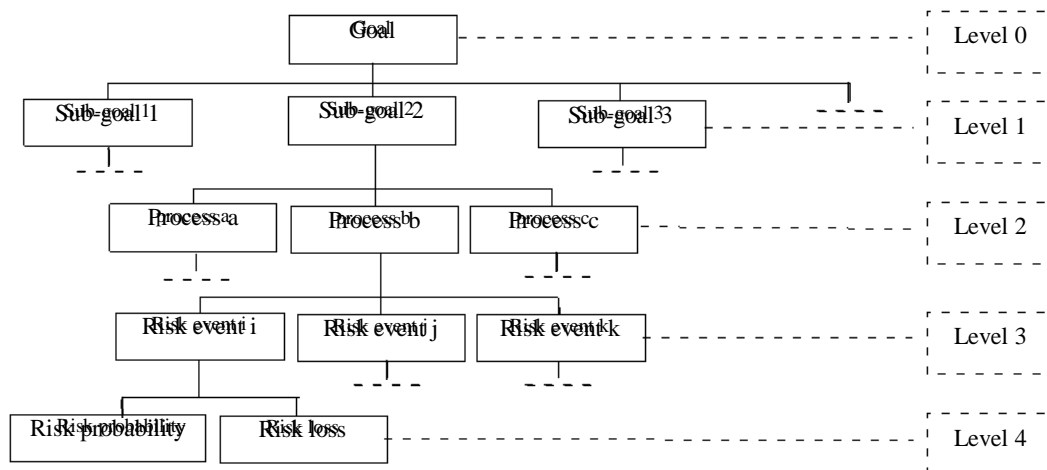 Goal
Level 0
Sub-goal 1
Sub-goal 2
Sub-goal 3
Level 1
Process a
Process b
Process c
Level 2
Risk event i
Risk event j
Risk event k
Level 3
Risk probability
Risk loss
Level 4